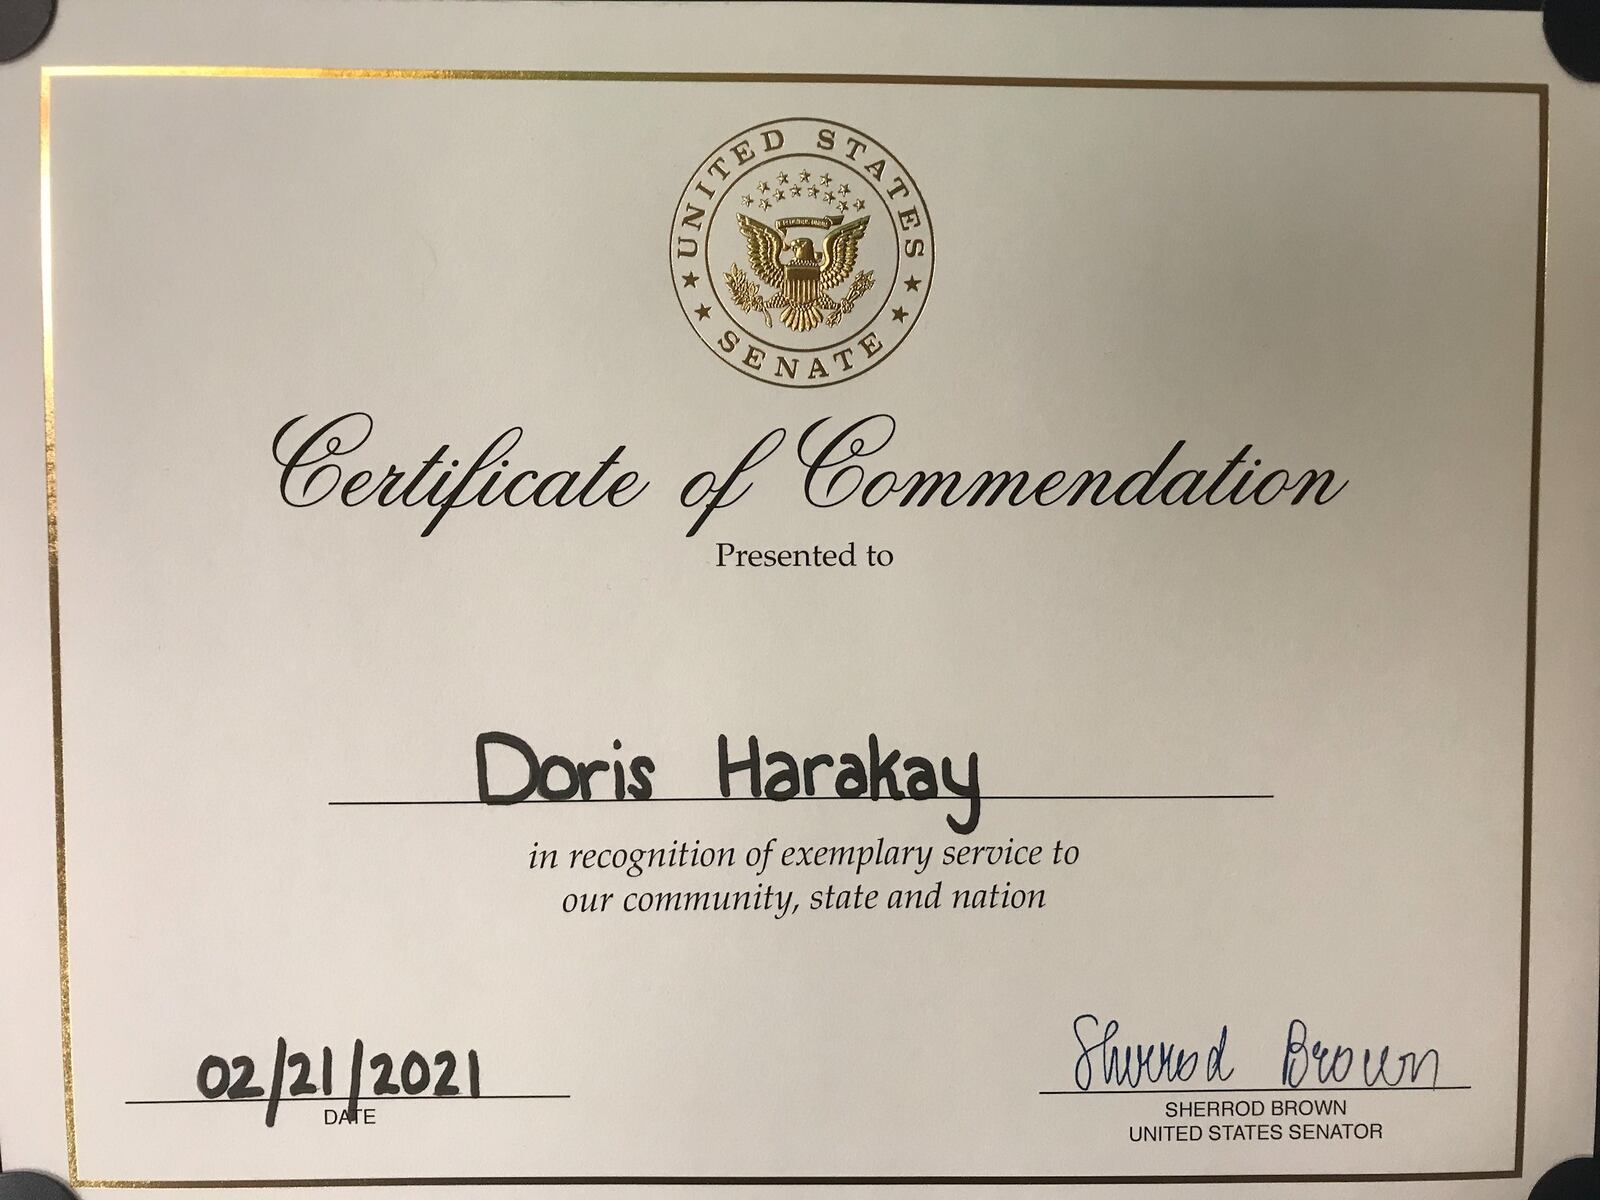 UNITED STATES
SENATE
Certificate of Commendation
Presented to
Doris Harakay
in recognition of exemplary service to
our community, state and nation
02/21/2021
DATE
Sherrod Brown
SHERROD BROWN
UNITED STATES SENATOR